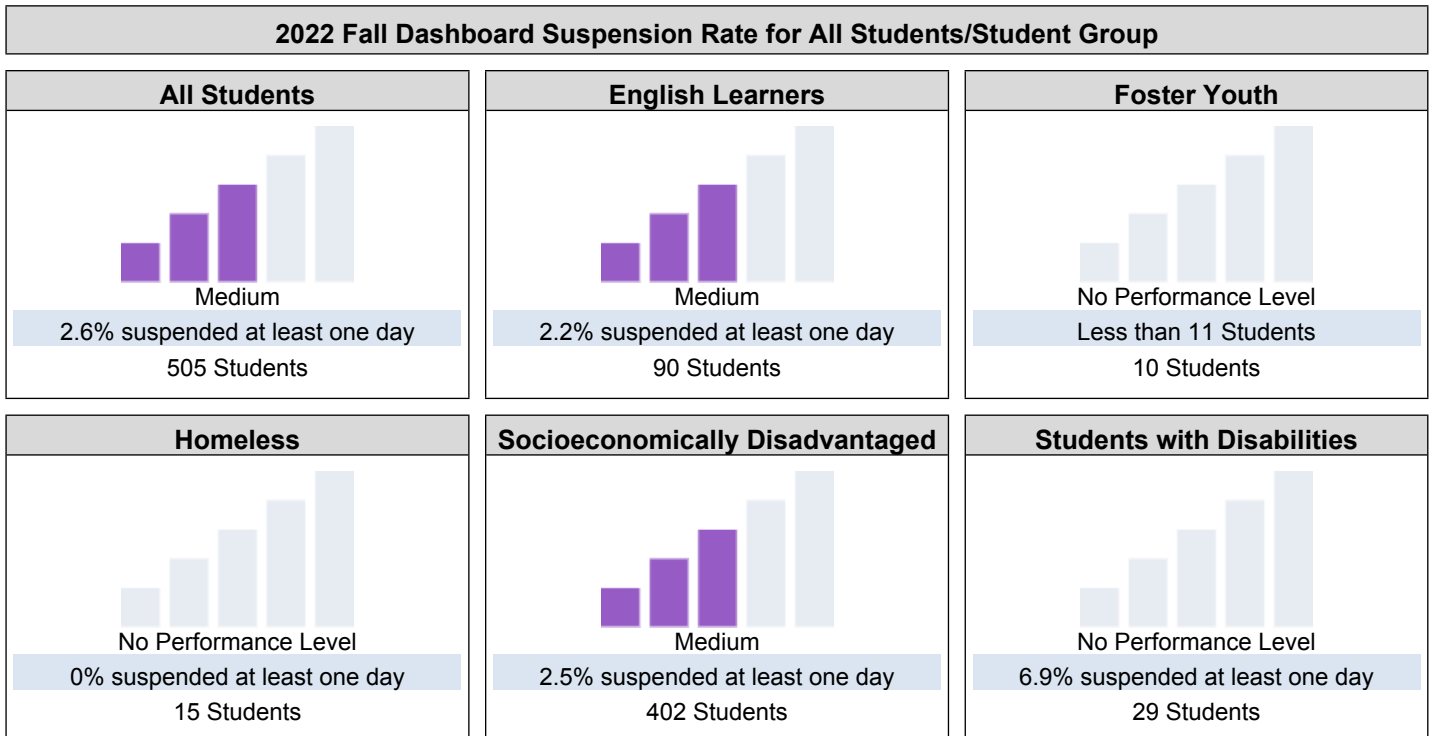 2022 Fall Dashboard Suspension Rate for All Students/Student Group
All Students
Medium
2.6% suspended at least one day
505 Students
English Learners
Medium
2.2% suspended at least one day
90 Students
Foster Youth
No Performance Level
Less than 11 Students
10 Students
Homeless
No Performance Level
0% suspended at least one day
15 Students
Socioeconomically Disadvantaged
Medium
2.5% suspended at least one day
402 Students
Students with Disabilities
No Performance Level
6.9% suspended at least one day
29 Students